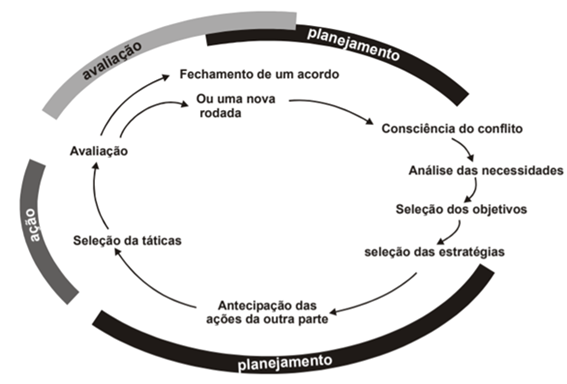 avaliação
planejamento
Fechamento de um acordo
Ou uma nova
rodada
Consciência do conflito
Avaliação
Análise das necessidades
Seleção dos objetivos
ação
Seleção da táticas
seleção das estratégias
Antecipação das
ações da outra parte
planejamento